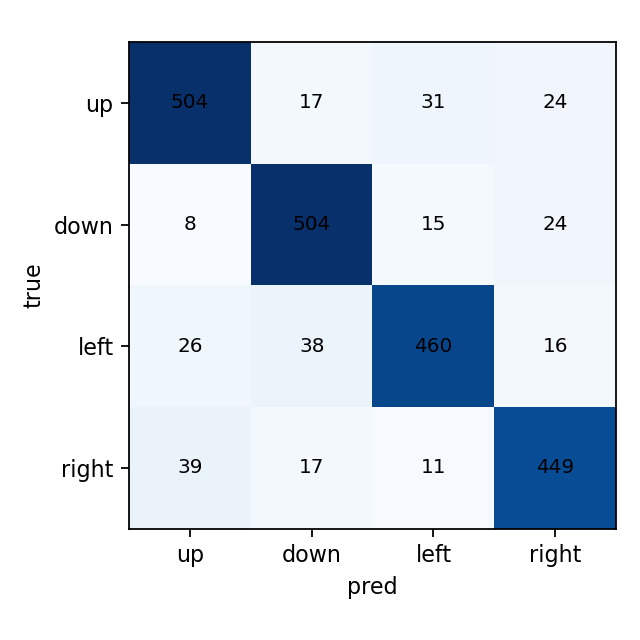 up 504 17 31 24
down 8 504 15 24
left 26 38 460 16
right 39 17 11 449
up down left right
pred
true